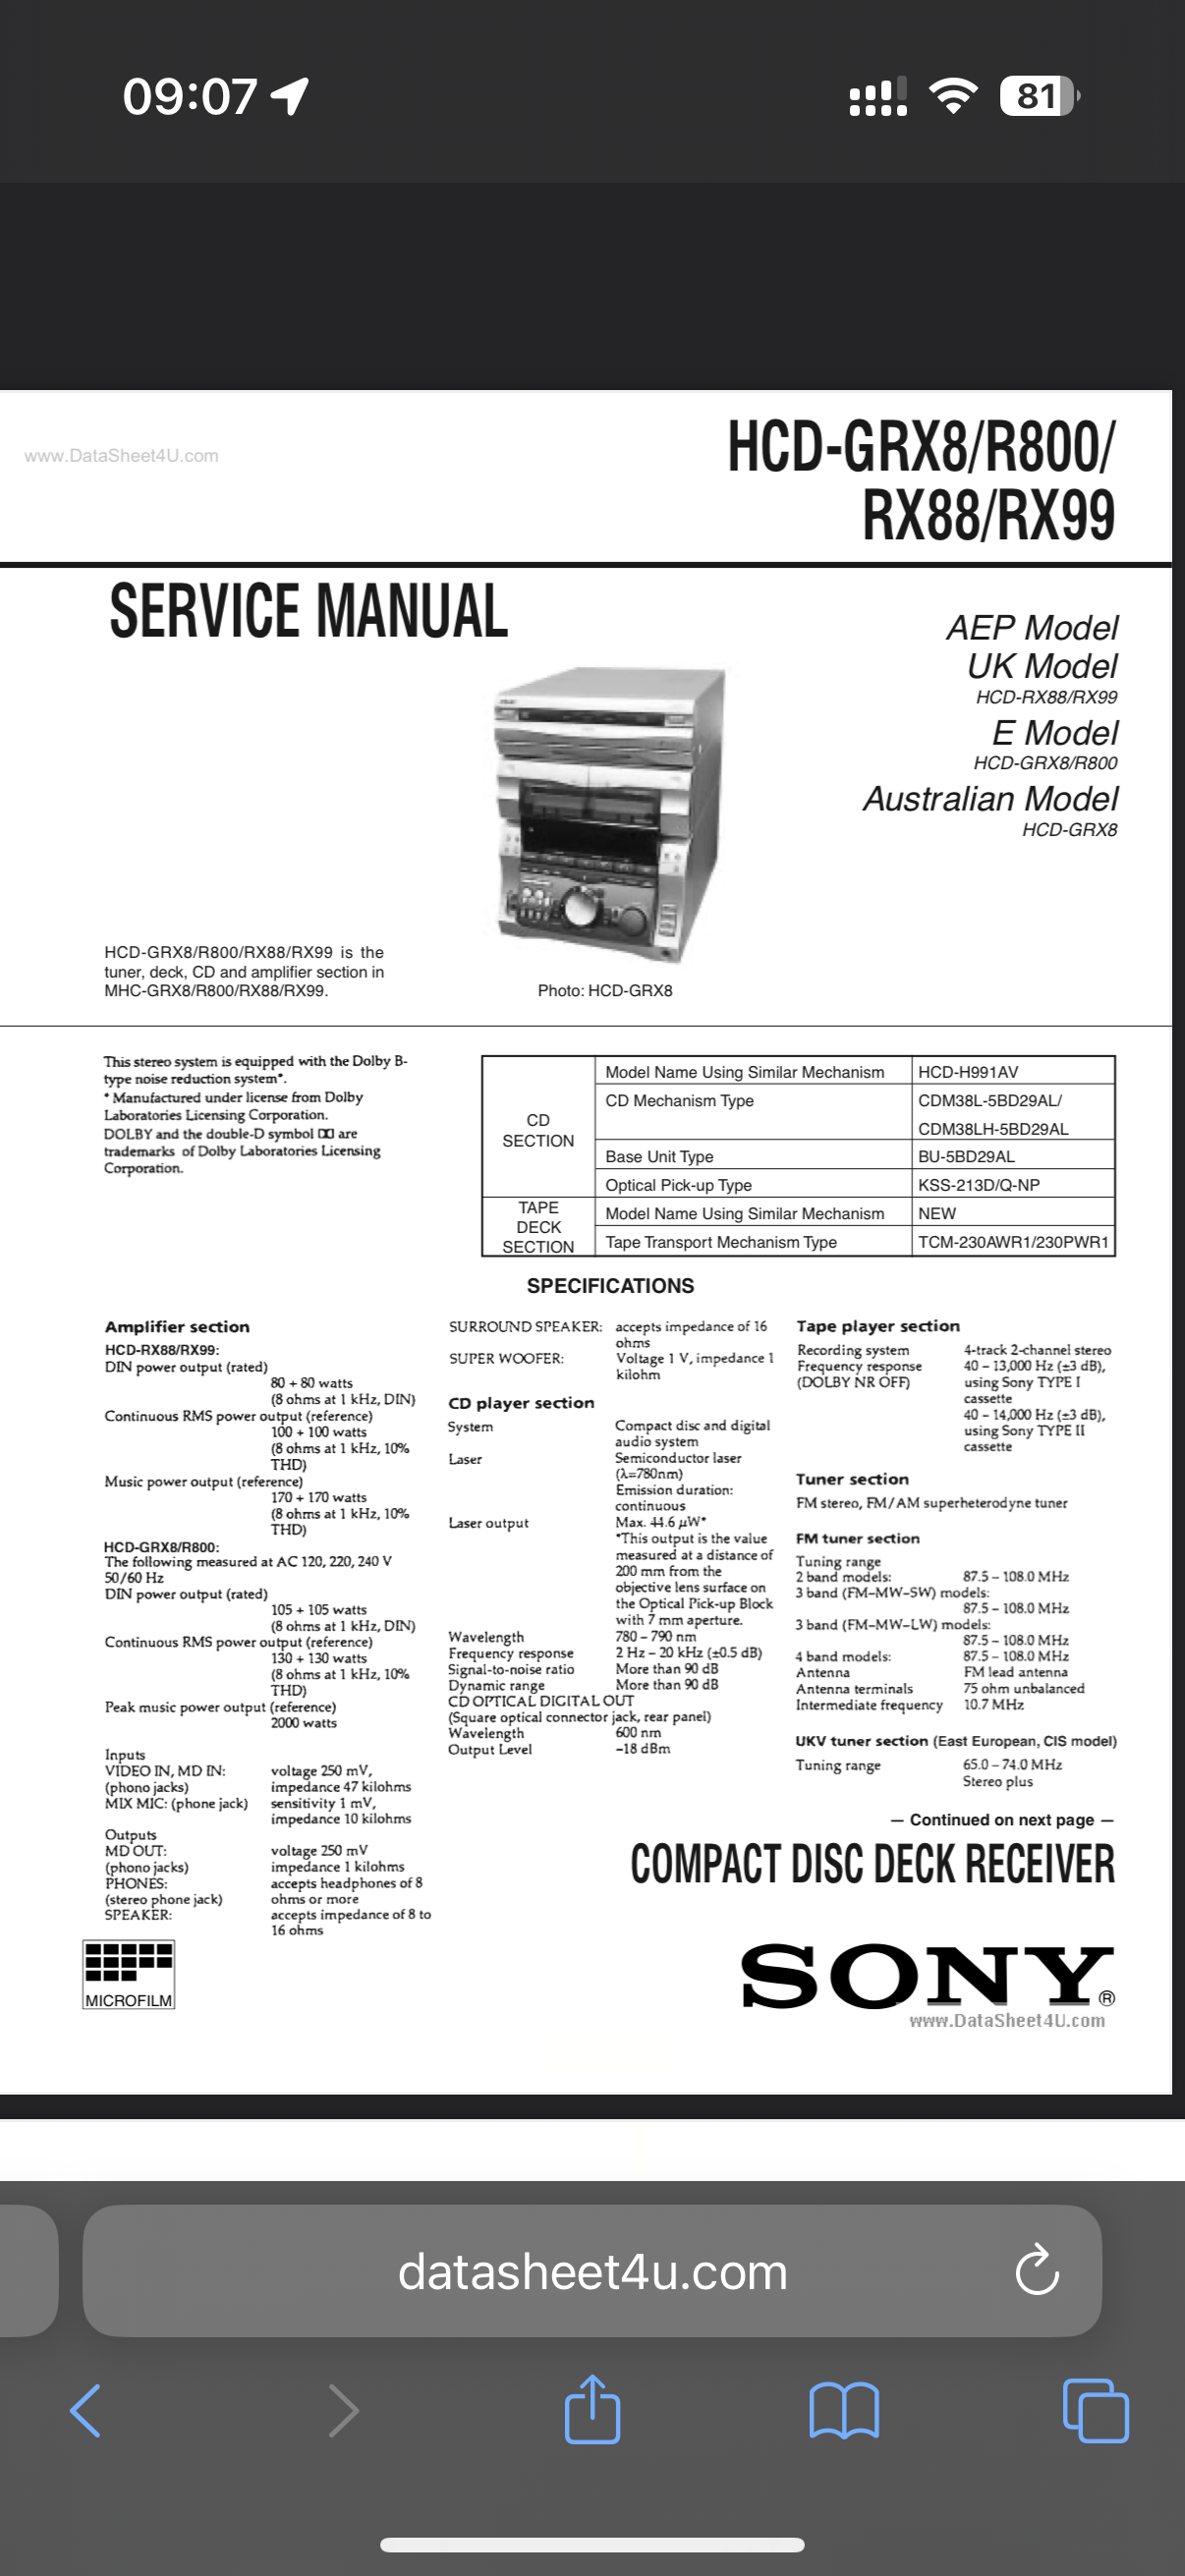 09:07
81
www.DataSheet4U.com
HCD-GRX8/R800/
RX88/RX99
SERVICE MANUAL
AEP Model
UK Model
HCD-RX88/RX99
E Model
HCD-GRX8/R800
Australian Model
HCD-GRX8
HCD-GRX8/R800/RX88/RX99 is the
tuner, deck, CD and amplifier section in
MHC-GRX8/R800/RX88/RX99.
Photo: HCD-GRX8
This stereo system is equipped with the Dolby B-
type noise reduction system*.
* Manufactured under license from Dolby
Laboratories Licensing Corporation.
DOLBY and the double-D symbol are
trademarks of Dolby Laboratories Licensing
Corporation.
CD
SECTION
Model Name Using Similar Mechanism HCD-H991AV
CD Mechanism Type CDM38L-5BD29AL/
CDM38LH-5BD29AL
Base Unit Type BU-5BD29AL
Optical Pick-up Type KSS-213D/Q-NP
TAPE
DECK
SECTION
Model Name Using Similar Mechanism NEW
Tape Transport Mechanism Type TCM-230AWR1/230PWR1
SPECIFICATIONS
Amplifier section
HCD-RX88/RX99:
DIN power output (rated)
80 + 80 watts
(8 ohms at 1 kHz, DIN)
Continuous RMS power output (reference)
100 + 100 watts
(8 ohms at 1 kHz, 10%
THD)
Music power output (reference)
170 + 170 watts
(8 ohms at 1 kHz, 10%
THD)
HCD-GRX8/R800:
The following measured at AC 120, 220, 240 V
50/60 Hz
DIN power output (rated)
105 + 105 watts
(8 ohms at 1 kHz, DIN)
Continuous RMS power output (reference)
130 + 130 watts
(8 ohms at 1 kHz, 10%
THD)
Peak music power output (reference)
2000 watts
Inputs
VIDEO IN, MD IN: voltage 250 mV,
(phono jacks) impedance 47 kilohms
MIX MIC: (phone jack) sensitivity 1 mV,
impedance 10 kilohms
Outputs
MD OUT: voltage 250 mV
(phono jacks) impedance 1 kilohms
PHONES: accepts headphones of 8
(stereo phone jack) ohms or more
SPEAKER: accepts impedance of 8 to
16 ohms
SURROUND SPEAKER: accepts impedance of 16
ohms
SUPER WOOFER: Voltage 1 V, impedance 1
kilohm
CD player section
System Compact disc and digital
audio system
Laser Semiconductor laser
(λ=780nm)
Emission duration:
continuous
Laser output Max. 44.6 μW*
*This output is the value
measured at a distance of
200 mm from the
objective lens surface on
the Optical Pick-up Block
with 7 mm aperture.
Wavelength 780 – 790 nm
Frequency response 2 Hz – 20 kHz (±0.5 dB)
Signal-to-noise ratio More than 90 dB
Dynamic range More than 90 dB
CD OPTICAL DIGITAL OUT
(Square optical connector jack, rear panel)
Wavelength 600 nm
Output Level –18 dBm
Tape player section
Recording system 4-track 2-channel stereo
Frequency response 40 – 13,000 Hz (±3 dB),
(DOLBY NR OFF) using Sony TYPE I
cassette
40 – 14,000 Hz (±3 dB),
using Sony TYPE II
cassette
Tuner section
FM stereo, FM/AM superheterodyne tuner
FM tuner section
Tuning range
2 band models: 87.5 – 108.0 MHz
3 band (FM–MW–SW) models:
87.5 – 108.0 MHz
3 band (FM–MW–LW) models:
87.5 – 108.0 MHz
4 band models: 87.5 – 108.0 MHz
Antenna FM lead antenna
Antenna terminals 75 ohm unbalanced
Intermediate frequency 10.7 MHz
UKV tuner section (East European, CIS model)
Tuning range 65.0 – 74.0 MHz
Stereo plus
— Continued on next page —
COMPACT DISC DECK RECEIVER
MICROFILM
SONY®
www.DataSheet4U.com
datasheet4u.com